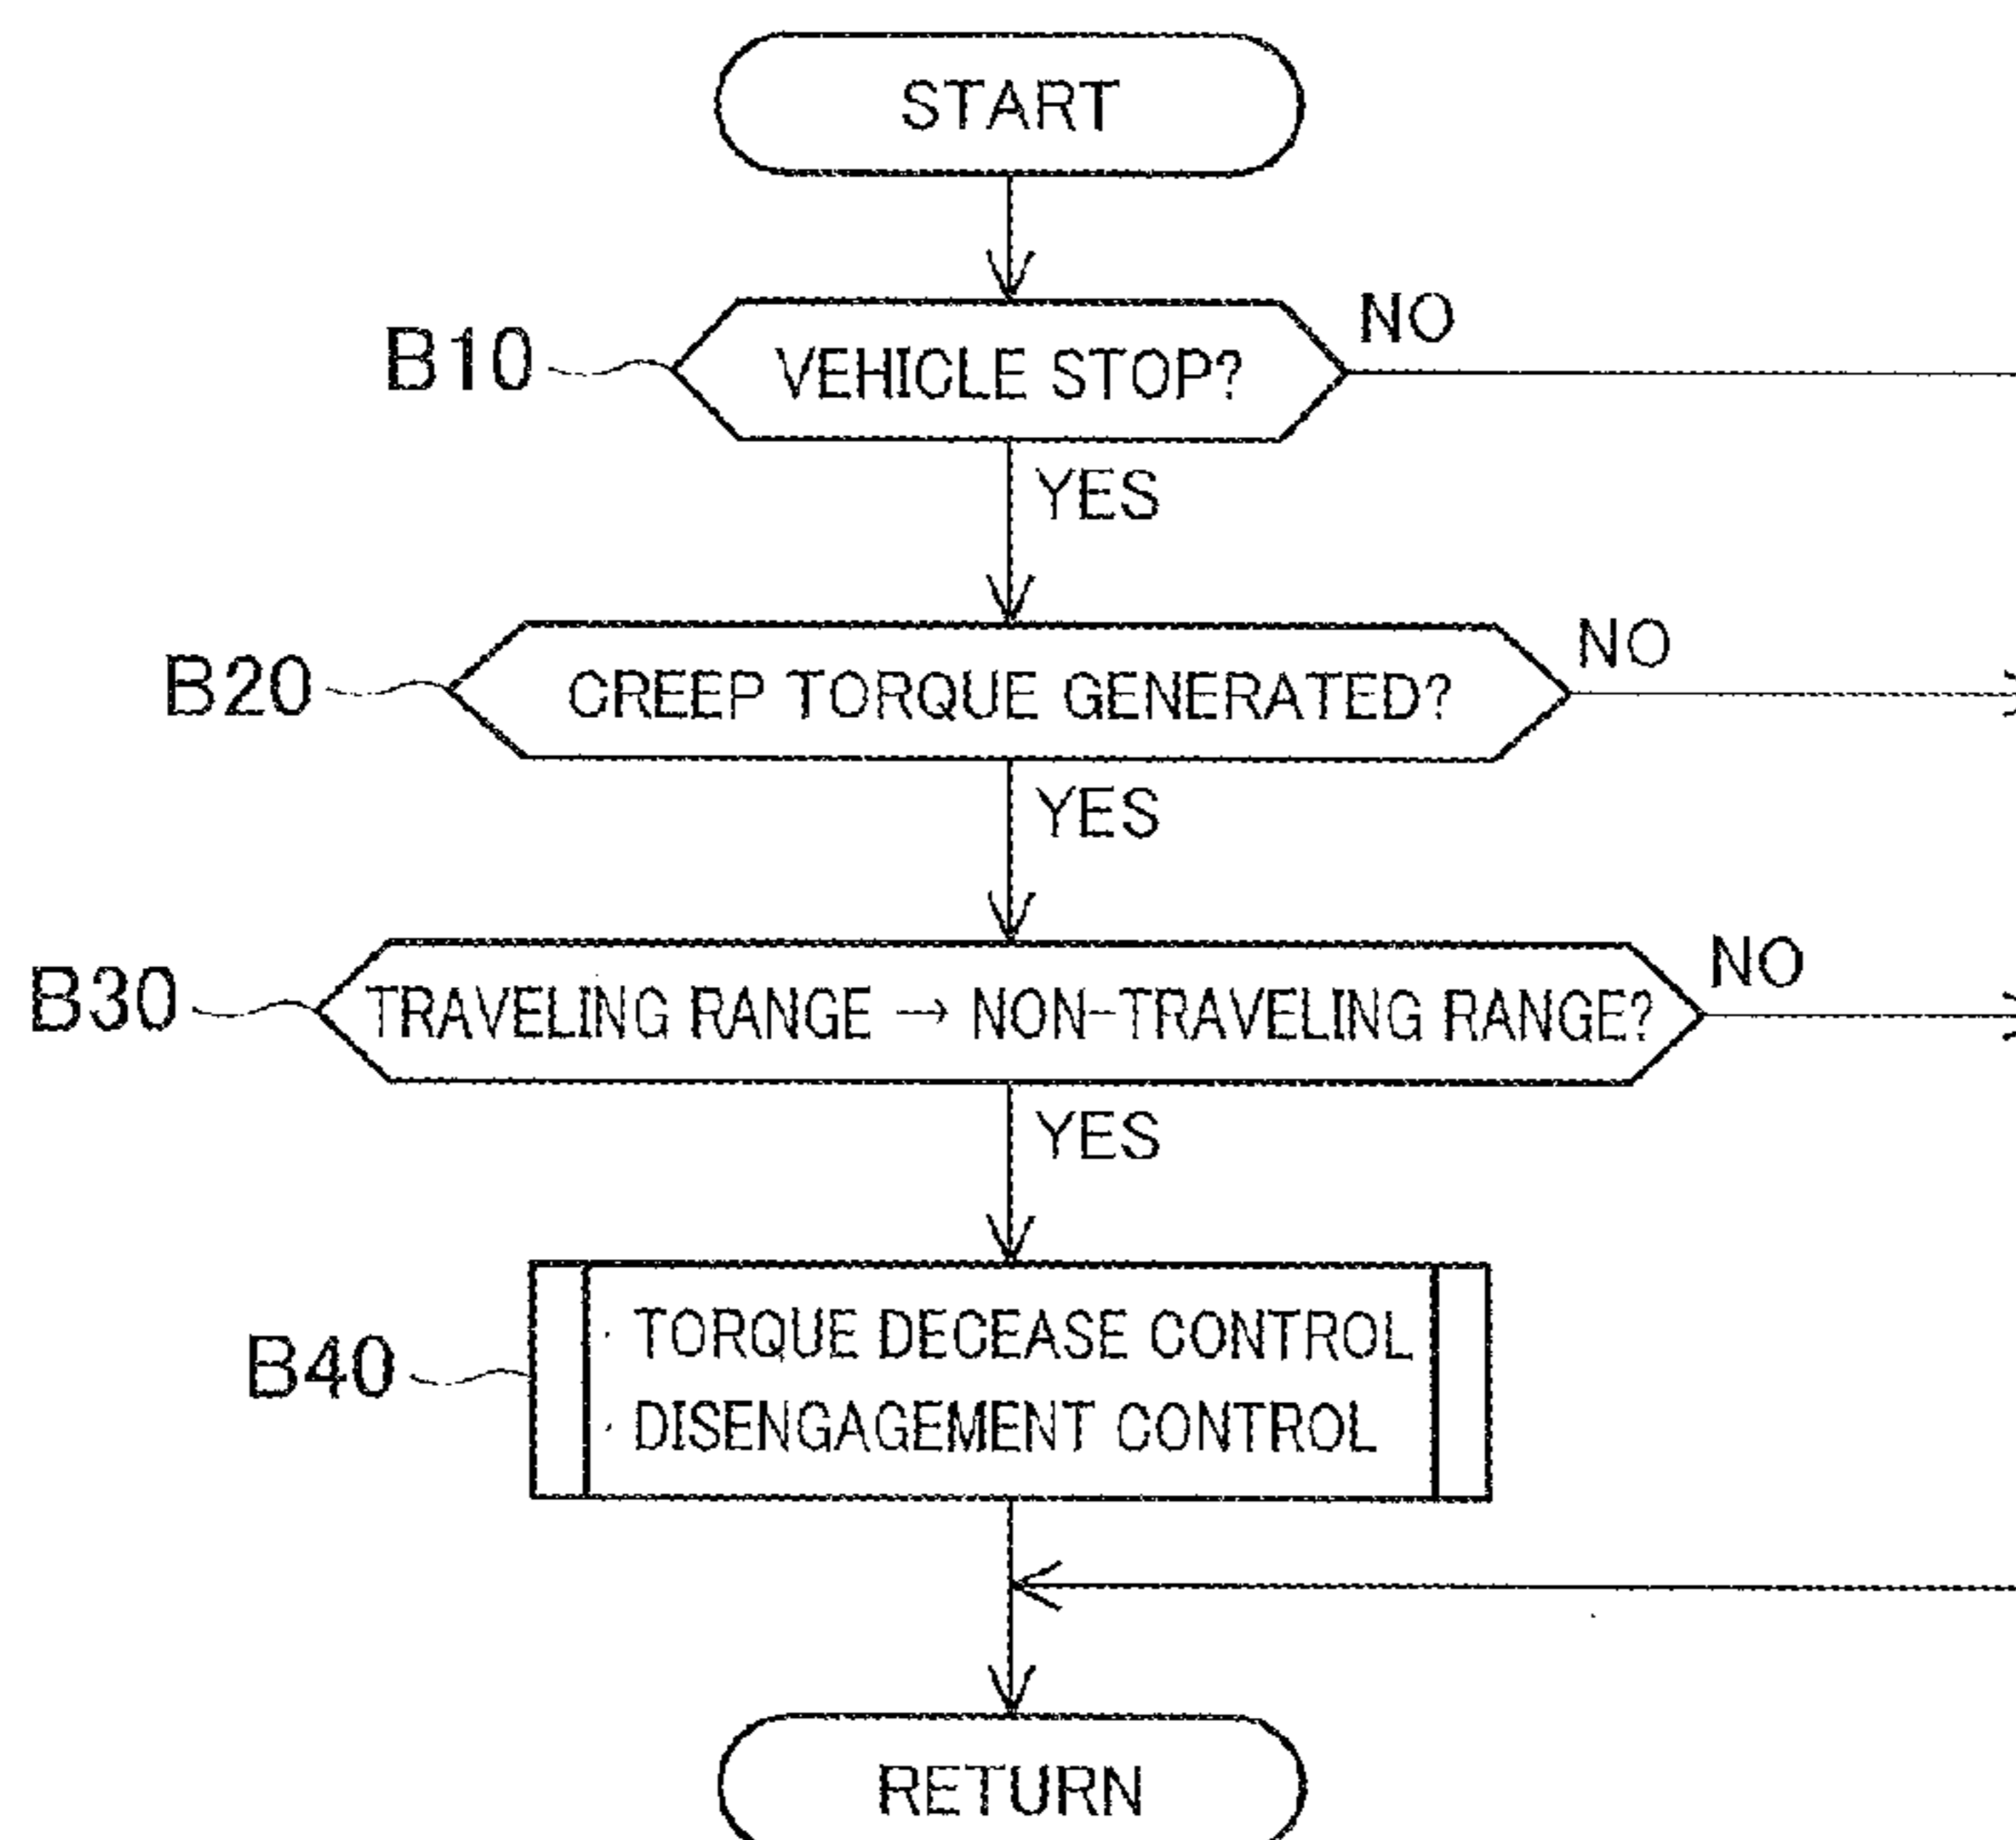 START
B10
VEHICLE STOP?
NO
YES
B20
CREEP TORQUE GENERATED?
NO
YES
B30
TRAVELING RANGE → NON-TRAVELING RANGE?
NO
YES
B40
· TORQUE DECEASE CONTROL
· DISENGAGEMENT CONTROL
RETURN